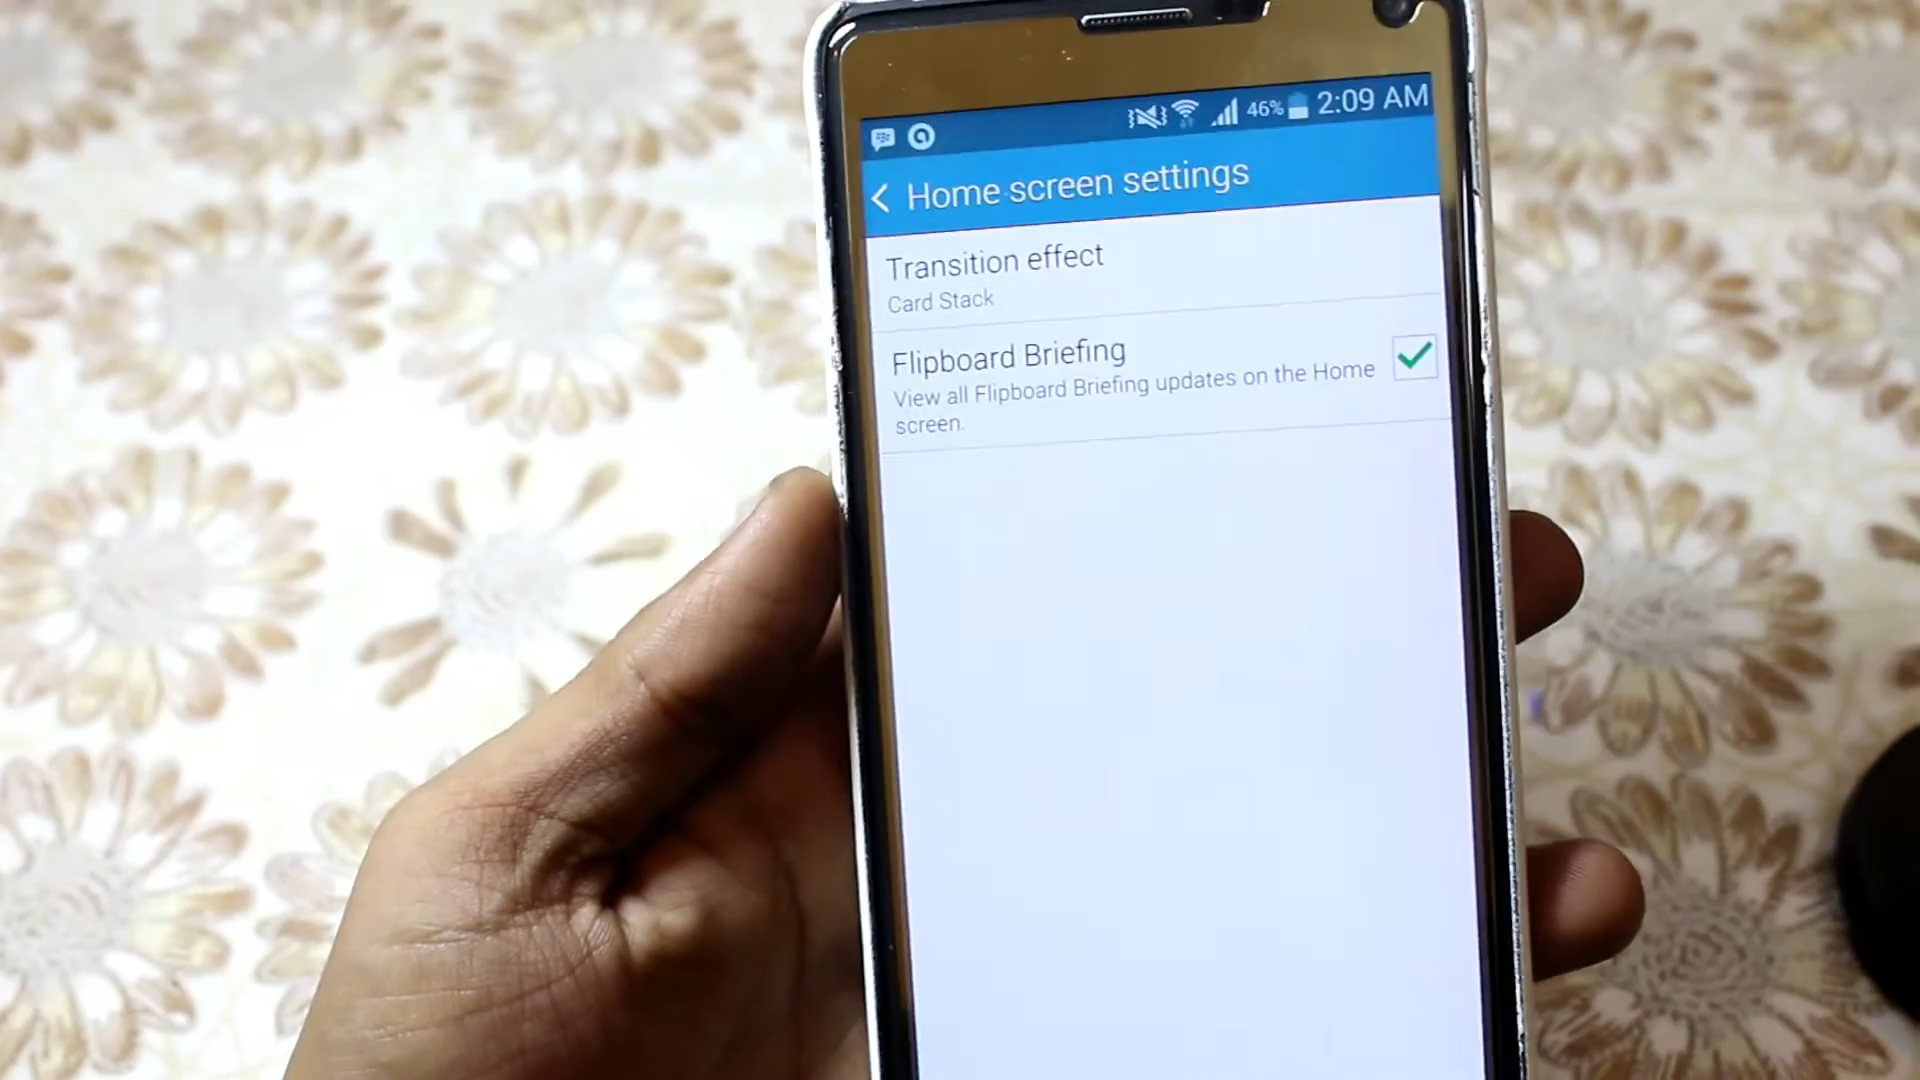 46% 2:09 AM
Home screen settings
Transition effect
Card Stack
Flipboard Briefing
View all Flipboard Briefing updates on the Home
screen.